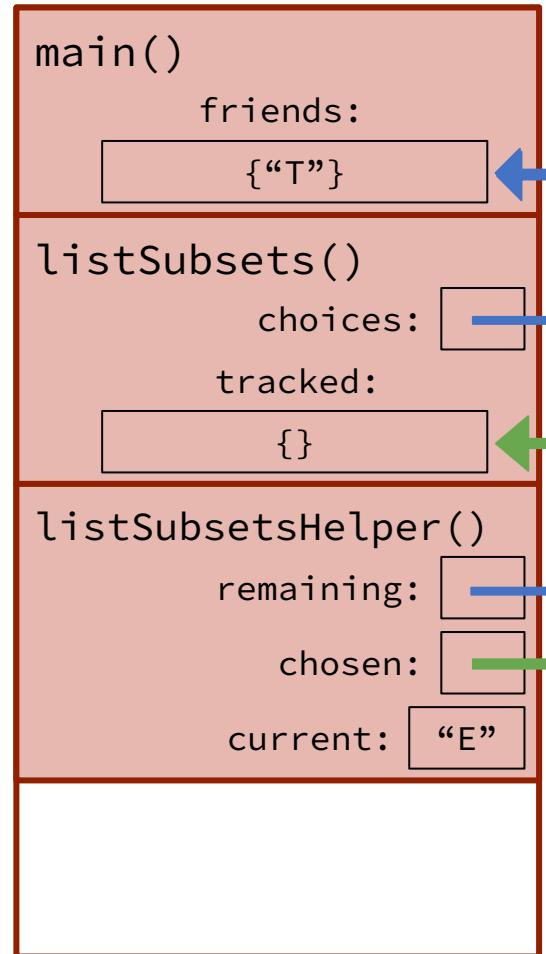 main()
friends:
{“T”}
listSubsets()
choices:
tracked:
{}
listSubsetsHelper()
remaining:
chosen:
current: “E”